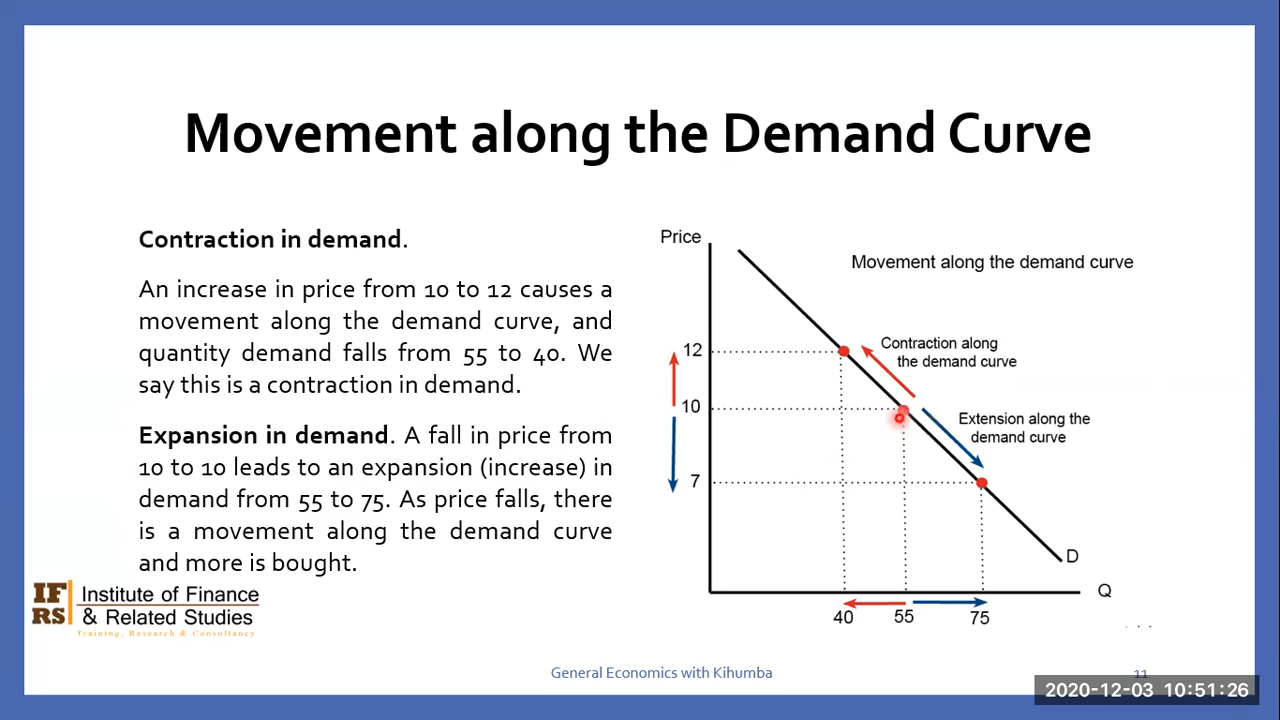 Movement along the Demand Curve
Contraction in demand.
An increase in price from 10 to 12 causes a
movement along the demand curve, and
quantity demand falls from 55 to 40. We
say this is a contraction in demand.
Expansion in demand. A fall in price from
10 to 10 leads to an expansion (increase) in
demand from 55 to 75. As price falls, there
is a movement along the demand curve
and more is bought.
Price
Movement along the demand curve
12
Contraction along
the demand curve
10
Extension along the
demand curve
7
D
Q
40 55 75
IF
RS
Institute of Finance
& Related Studies
Training, Research & Consultancy
General Economics with Kihumba
11
2020-12-03 10:51:26